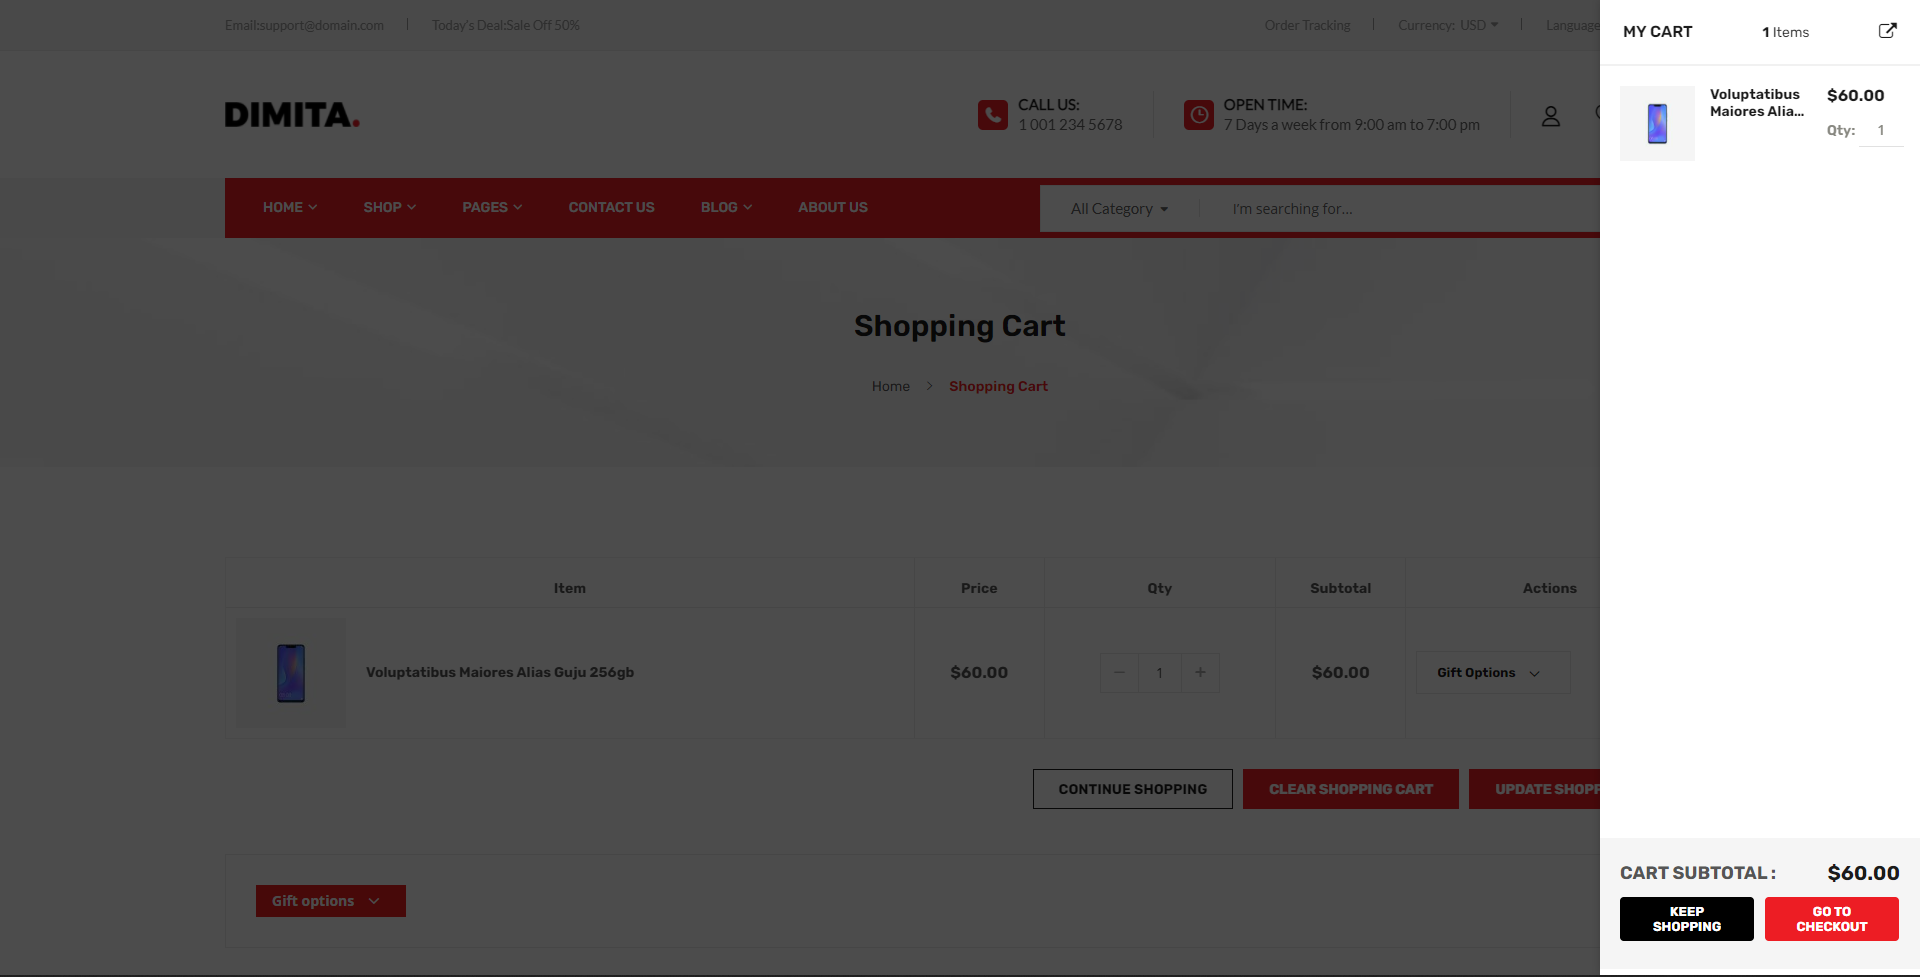 Email:support@domain.com
Today's Deal:Sale Off 50%
Order Tracking
Currency: USD
Language
DIMITA.
CALL US:
1 001 234 5678
OPEN TIME:
7 Days a week from 9:00 am to 7:00 pm
HOME
SHOP
PAGES
CONTACT US
BLOG
ABOUT US
All Category
I'm searching for...
Shopping Cart
Home
Shopping Cart
Item
Price
Qty
Subtotal
Actions
Voluptatibus Maiores Alias Guju 256gb
$60.00
1
$60.00
Gift Options
CONTINUE SHOPPING
CLEAR SHOPPING CART
UPDATE SHOPP
Gift options
MY CART
1 Items
Voluptatibus
Maiores Alia...
$60.00
Qty: 1
CART SUBTOTAL :
$60.00
KEEP
SHOPPING
GO TO
CHECKOUT